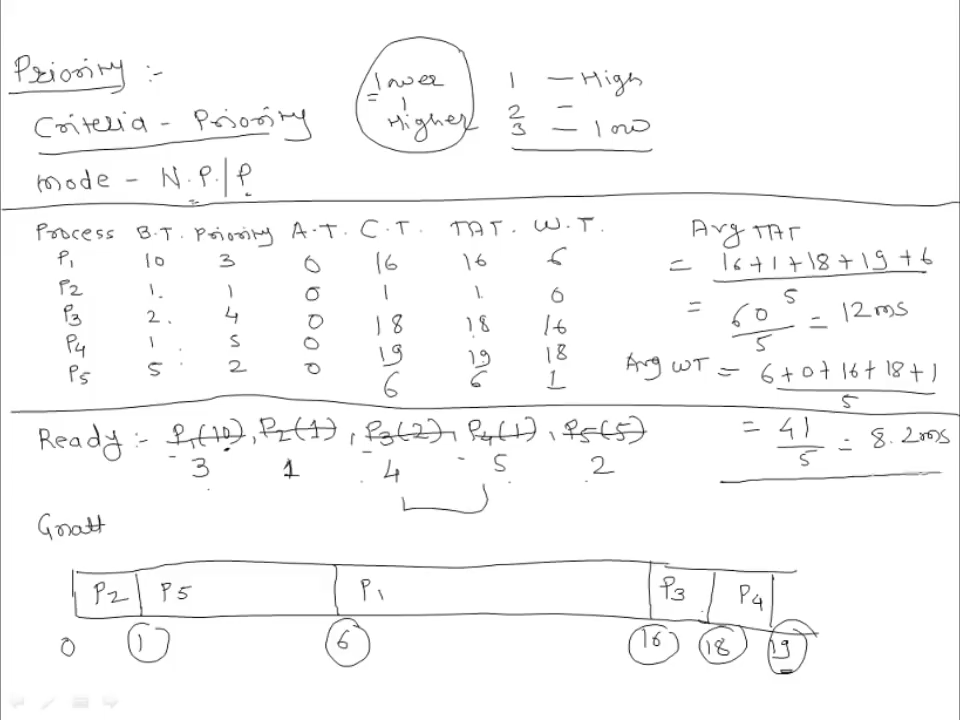 Priority :-
Criteria - Priority
mode - N.P. | P
lower
1
Higher
1 — High
2 —
3 — low
Process B.T. Priority A.T. C.T. TAT. W.T.
P1 10 3 0 16 16 6
P2 1. 1 0 1 1. 0
P3 2. 4 0 18 18 16
P4 1 5 0 19 19 18
P5 5 2 0 6 6 1
Avg TAT
= 16+1+18+19+6
5
= 60
5
= 12ms
Avg WT = 6+0+16+18+1
5
= 41
5
= 8.2ms
Ready :- P1(10), P2(1), P3(2), P4(1), P5(5)
3 1 4 5 2
Gnatt
P2 P5 P1 P3 P4
0 1 6 16 18 19